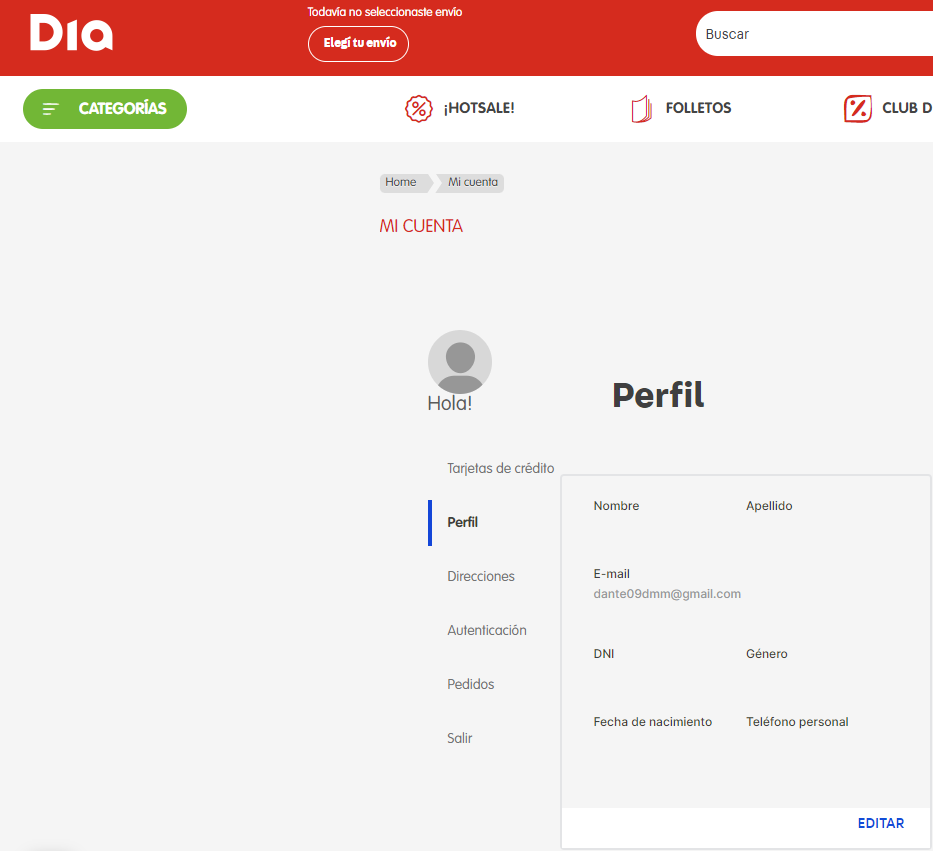 Dia
Todavía no seleccionaste envío
Elegí tu envío
Buscar
CATEGORÍAS
¡HOTSALE!
FOLLETOS
CLUB D
Home
Mi cuenta
MI CUENTA
Hola!
Perfil
Tarjetas de crédito
Perfil
Direcciones
Autenticación
Pedidos
Salir
Nombre
Apellido
E-mail
dante09dmm@gmail.com
DNI
Género
Fecha de nacimiento
Teléfono personal
EDITAR